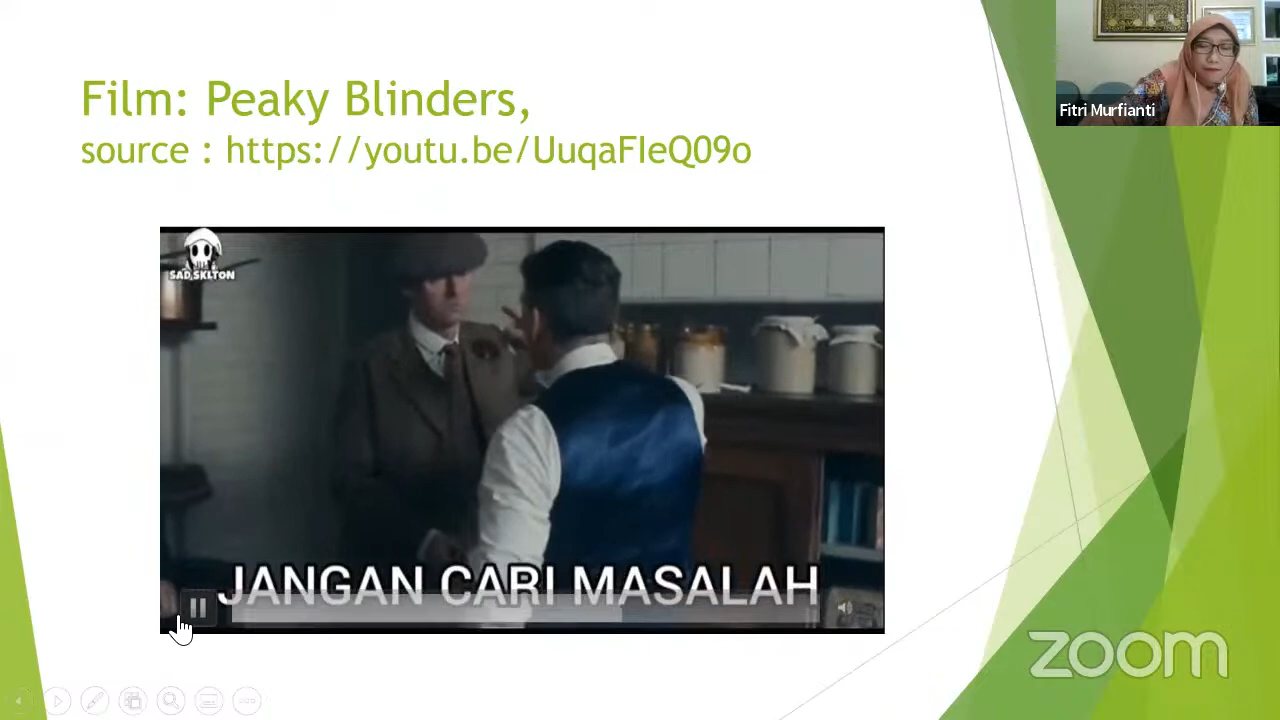 Film: Peaky Blinders,
source : https://youtu.be/UuqaFIeQ09o
Fitri Murfianti
SAD,SKLTON
JANGAN CARI MASALAH
zoom